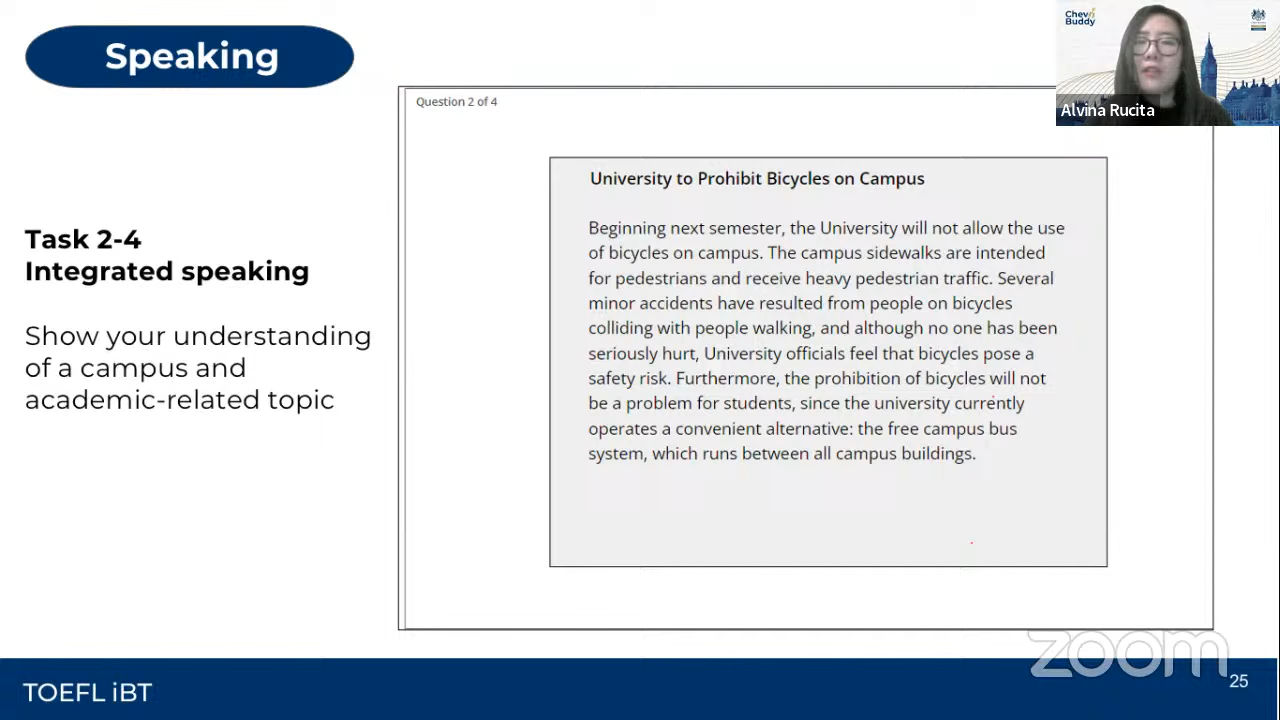 Speaking
Chev
Buddy
Alvina Rucita
Question 2 of 4
University to Prohibit Bicycles on Campus
Beginning next semester, the University will not allow the use
of bicycles on campus. The campus sidewalks are intended
for pedestrians and receive heavy pedestrian traffic. Several
minor accidents have resulted from people on bicycles
colliding with people walking, and although no one has been
seriously hurt, University officials feel that bicycles pose a
safety risk. Furthermore, the prohibition of bicycles will not
be a problem for students, since the university currently
operates a convenient alternative: the free campus bus
system, which runs between all campus buildings.
Task 2-4
Integrated speaking
Show your understanding
of a campus and
academic-related topic
zoom
TOEFL iBT
25